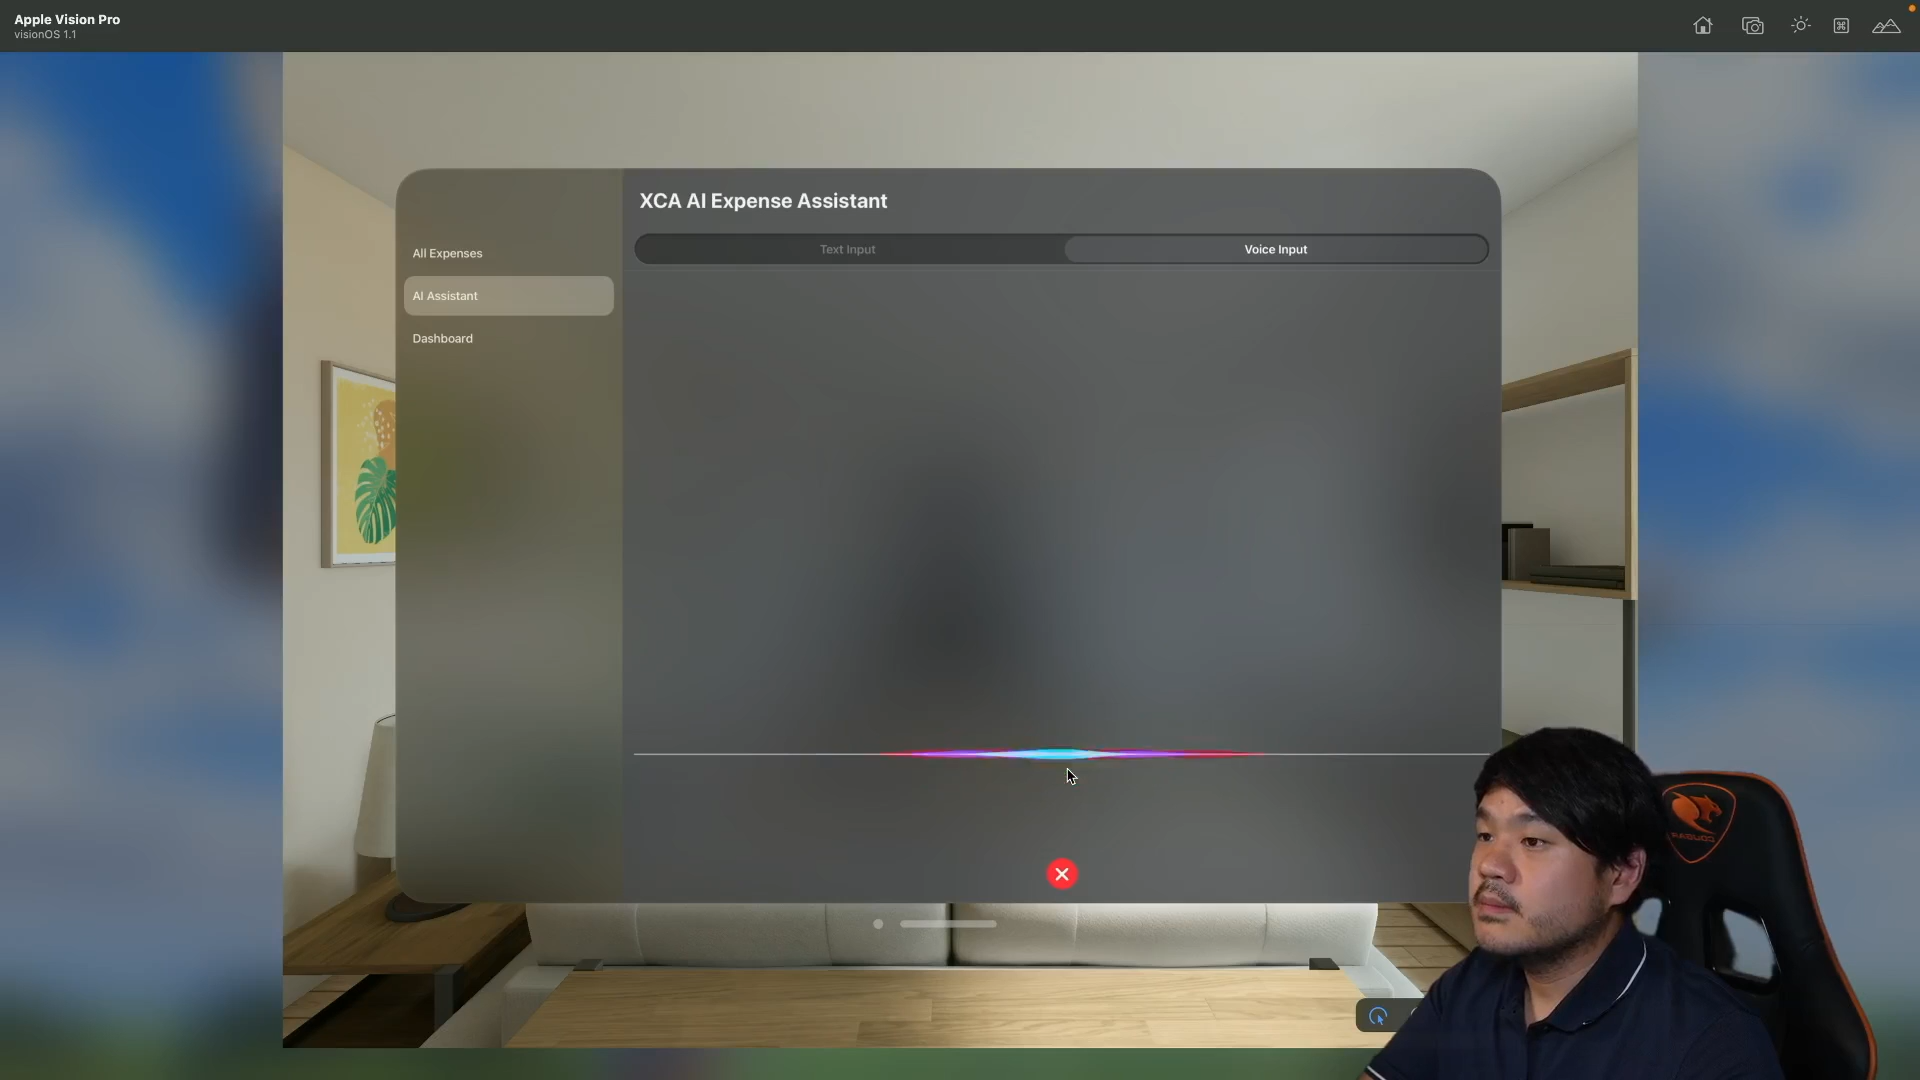 Apple Vision Pro
visionOS 1.1
XCA AI Expense Assistant
Text Input
Voice Input
All Expenses
AI Assistant
Dashboard
COUGAR